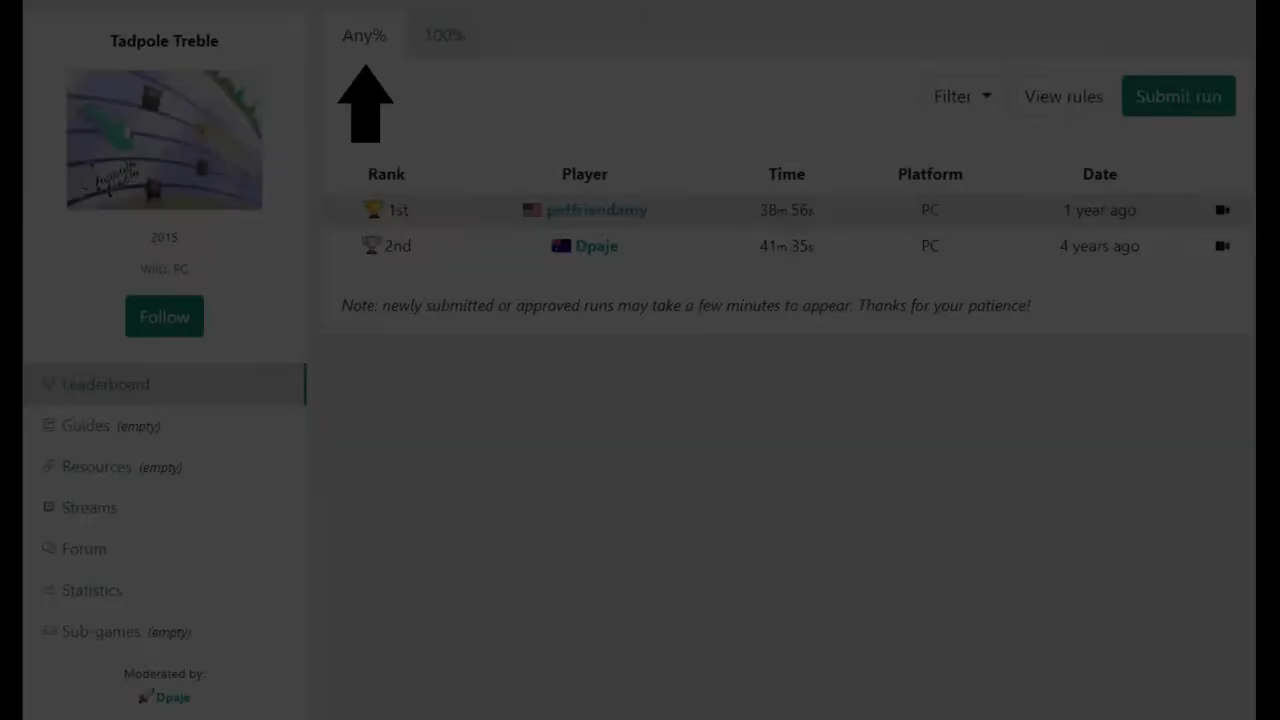 Tadpole Treble
2015
WiiU, PC
Follow
Leaderboard
Guides (empty)
Resources (empty)
Streams
Forum
Statistics
Sub-games (empty)
Moderated by:
Dpaje
Any% 100%
Filter View rules Submit run
Rank Player Time Platform Date
1st petfriendamy 38m 56s PC 1 year ago
2nd Dpaje 41m 35s PC 4 years ago
Note: newly submitted or approved runs may take a few minutes to appear. Thanks for your patience!